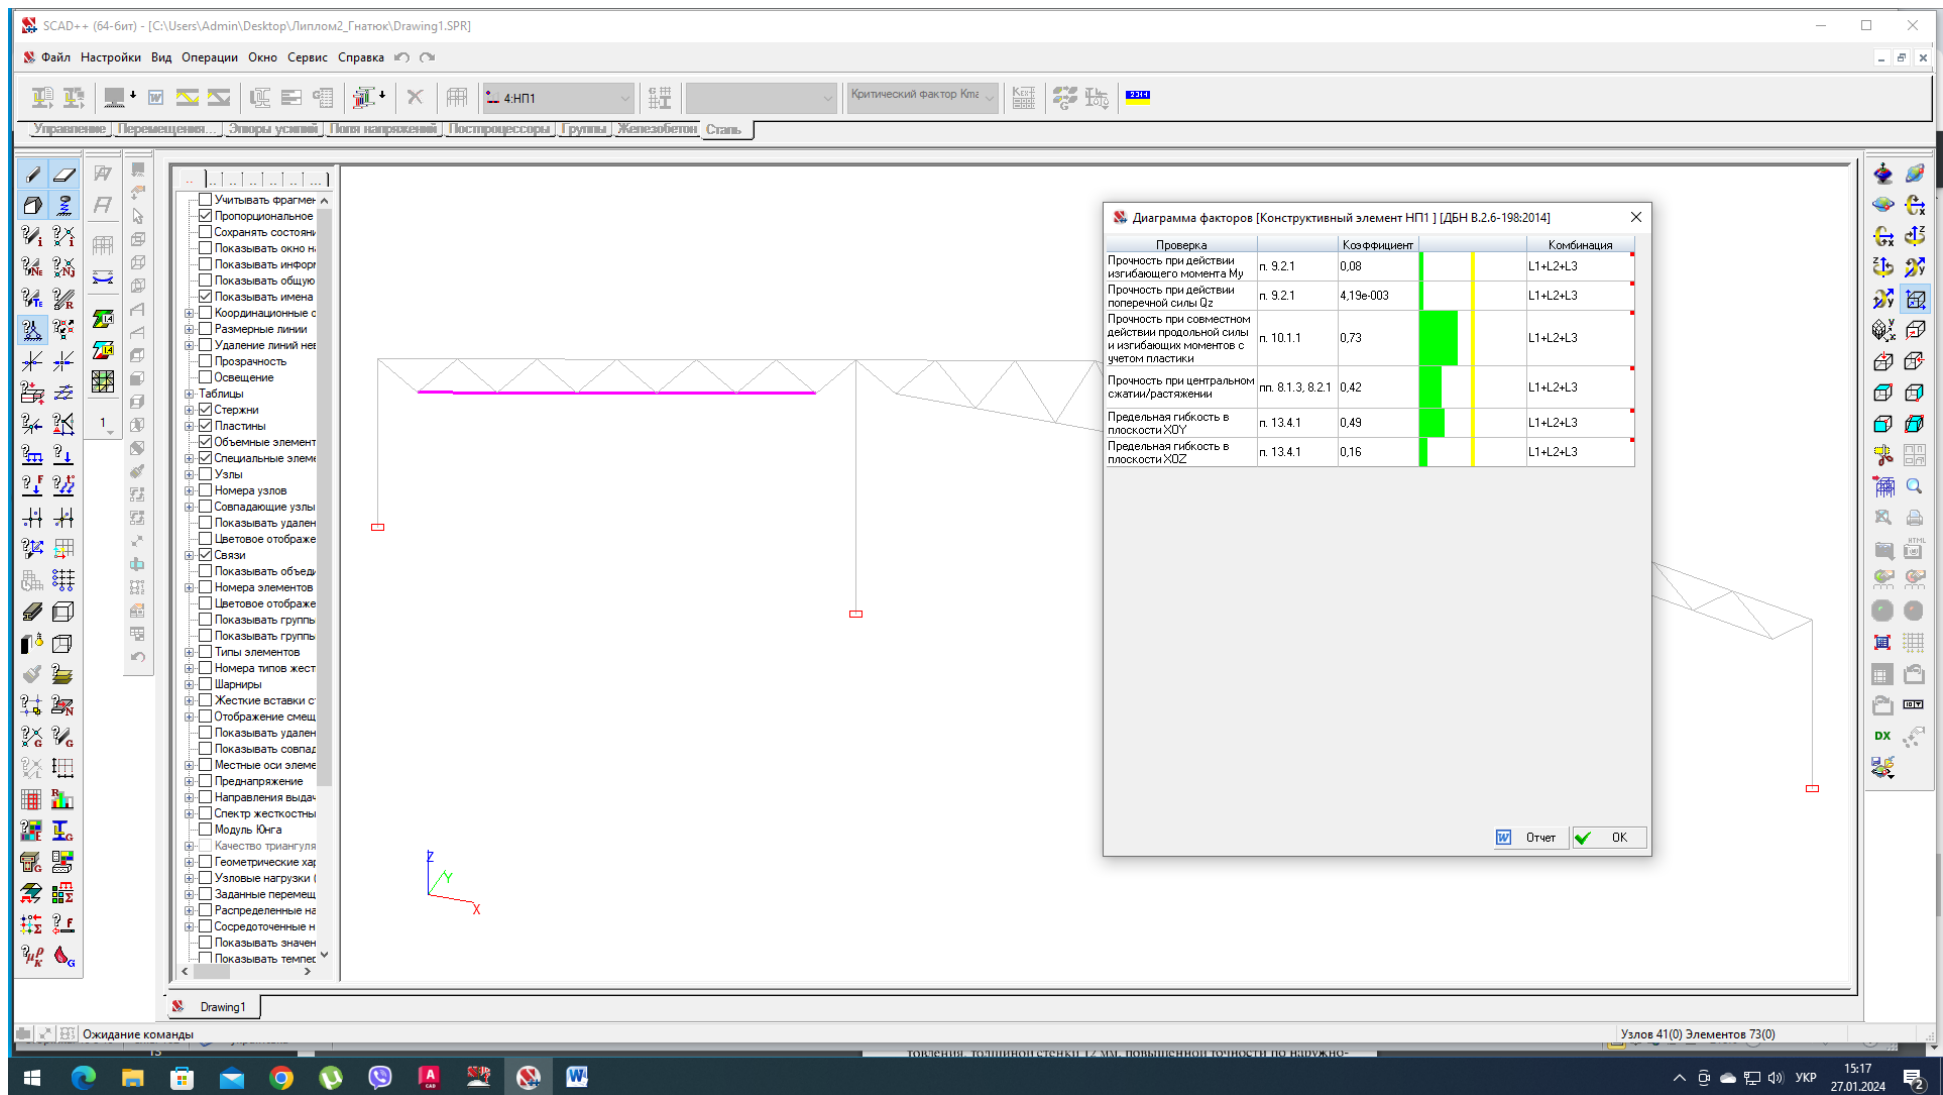 SCAD++ (64-бит) - [C:\Users\Admin\Desktop\Липлом2_Гнатюк\Drawing1.SPR]
Файл Настройки Вид Операции Окно Сервис Справка
4:НП1
Критический фактор Kma
Управление Перемещения... Эпюры усилий Поля напряжений Постпроцессоры Группы Железобетон Сталь
Учитывать фрагмен
Пропорциональное
Сохранять состояни
Показывать окно н
Показывать информ
Показывать общую
Показывать имена
Координационные с
Размерные линии
Удаление линий нев
Прозрачность
Освещение
Таблицы
Стержни
Пластины
Объемные элемент
Специальные элеме
Узлы
Номера узлов
Совпадающие узлы
Показывать удален
Цветовое отображе
Связи
Показывать объеди
Номера элементов
Цветовое отображе
Показывать группы
Показывать группы
Типы элементов
Номера типов жест
Шарниры
Жесткие вставки с
Отображение смещ
Показывать удален
Показывать совпад
Местные оси элеме
Преднапряжение
Направления выдач
Спектр жесткостны
Модуль Юнга
Качество триангуля
Геометрические хар
Узловые нагрузки (
Заданные перемещ
Распределенные на
Сосредоточенные н
Показывать значен
Показывать темпер
Z
Y
X
Диаграмма факторов [Конструктивный элемент НП1 ] [ДБН В.2.6-198:2014]
Проверка Коэффициент Комбинация
Прочность при действии
изгибающего момента My п. 9.2.1 0,08 L1+L2+L3
Прочность при действии
поперечной силы Qz п. 9.2.1 4,19e-003 L1+L2+L3
Прочность при совместном
действии продольной силы
и изгибающих моментов с
учетом пластики п. 10.1.1 0,73 L1+L2+L3
Прочность при центральном
сжатии/растяжении пп. 8.1.3, 8.2.1 0,42 L1+L2+L3
Предельная гибкость в
плоскости XOY п. 13.4.1 0,49 L1+L2+L3
Предельная гибкость в
плоскости XOZ п. 13.4.1 0,16 L1+L2+L3
Отчет OK
Drawing1
Ожидание команды
Узлов 41(0) Элементов 73(0)
УКР
15:17
27.01.2024